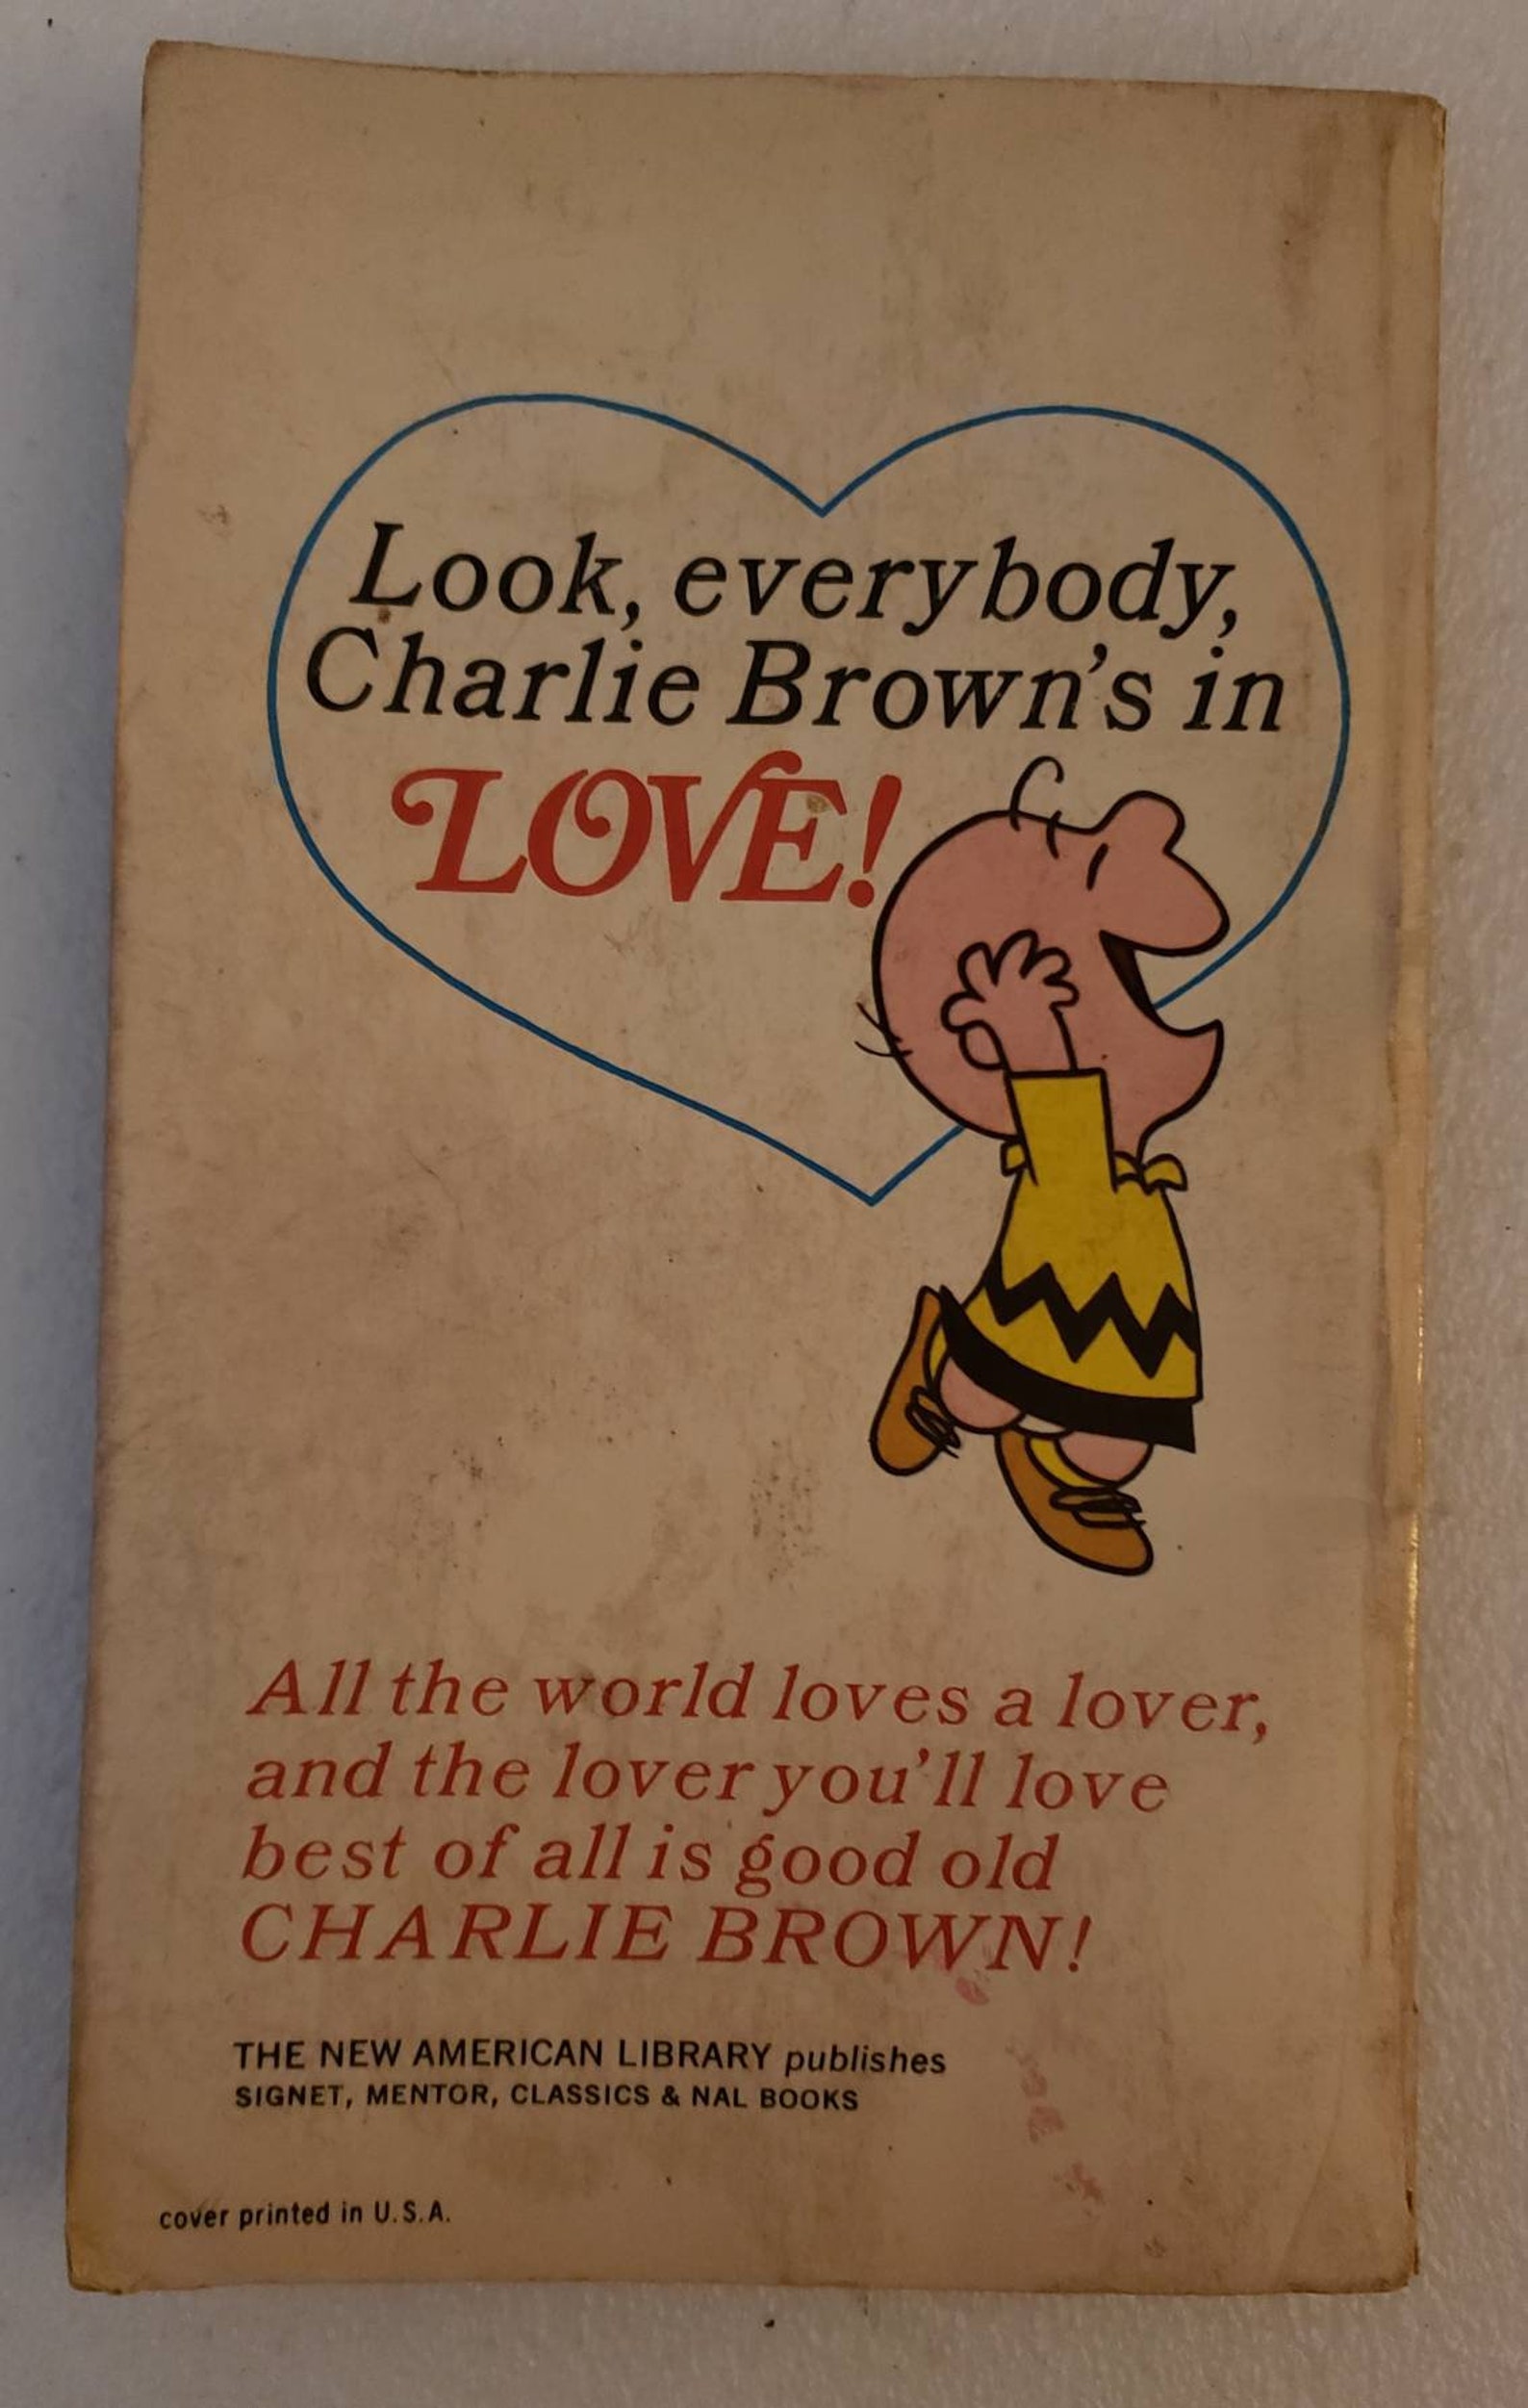 Look, everybody,
Charlie Brown's in
LOVE!
All the world loves a lover,
and the lover you'll love
best of all is good old
CHARLIE BROWN!
THE NEW AMERICAN LIBRARY publishes
SIGNET, MENTOR, CLASSICS & NAL BOOKS
cover printed in U.S.A.